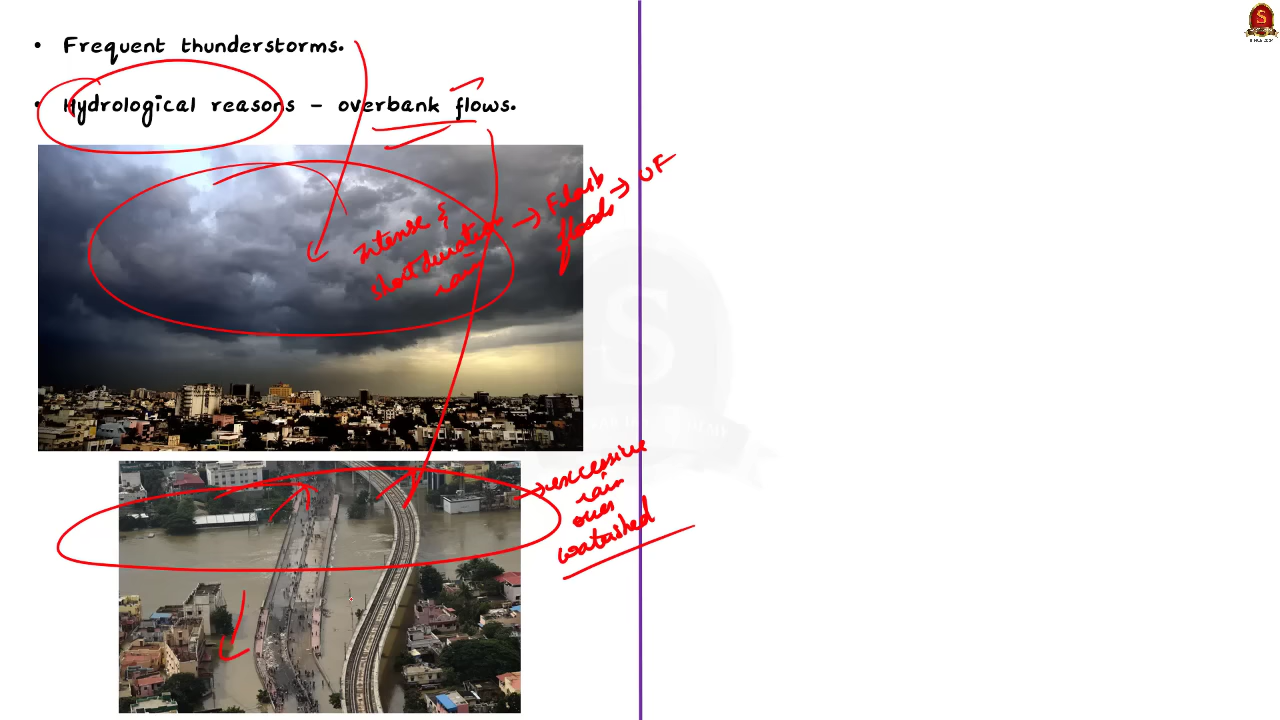 • Frequent thunderstorms.
• Hydrological reasons – overbank flows.
Intense &
short duration
rain
→ Flash
floods
→ UF
→ excessive
rain
over
watershed
S